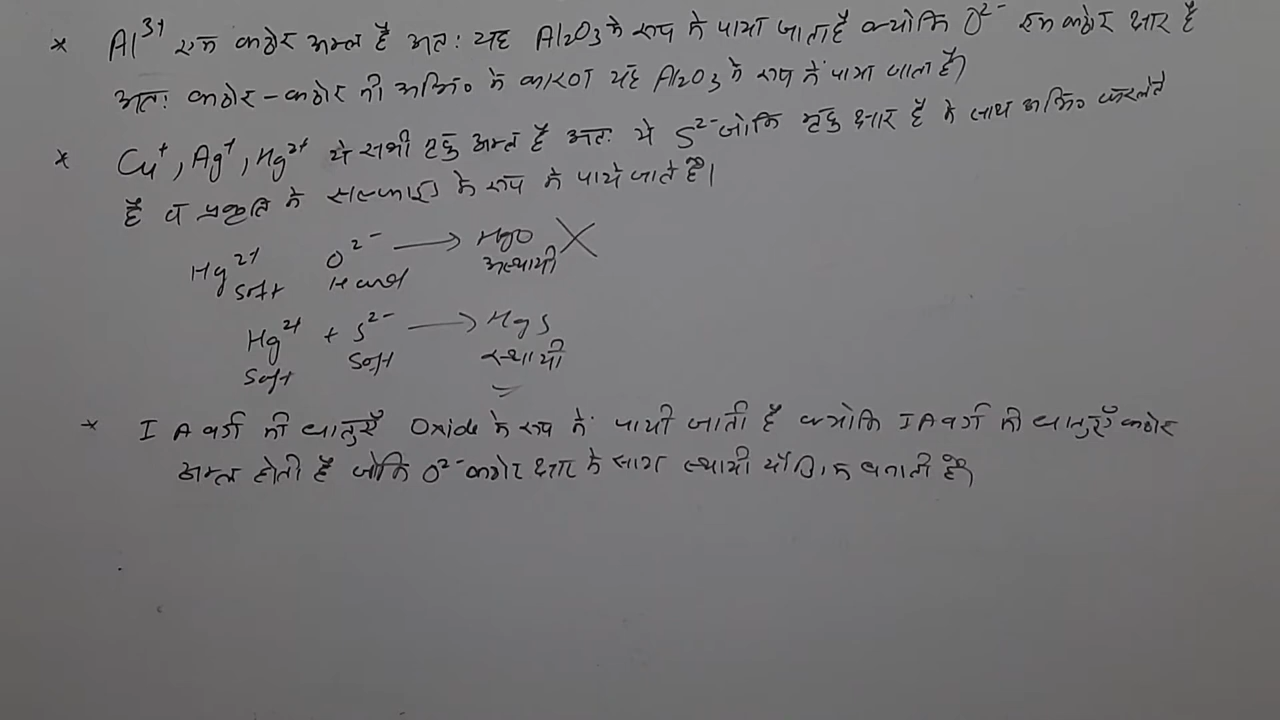 * Al³⁺ एक कठोर अम्ल है अतः यह Al₂O₃ के रूप में पाया जाता है क्योकि O²⁻ एक कठोर क्षार है
अतः कठोर-कठोर की अभि० के कारण यह Al₂O₃ के रूप में पाया जाता है।
* Cu⁺, Ag⁺, Hg²⁺ ये सभी मृदु अम्ल है अतः ये S²⁻ जोकि मृदु क्षार है के साथ अभि० करलेते
है व प्रकृति मे सल्फाइड के रूप मे पाये जाते है।
Hg²⁺ O²⁻ ⟶ HgO ✗
Soft Hard अस्थायी
Hg²⁺ + S²⁻ ⟶ HgS
Soft Soft स्थायी
* I A वर्ग की धातुएँ Oxide के रूप में पायी जाती है क्योकि I A वर्ग की धातुएँ कठोर
अम्ल होती है जोकि O²⁻ कठोर क्षार के साथ स्थायी यौगिक बनाती है।